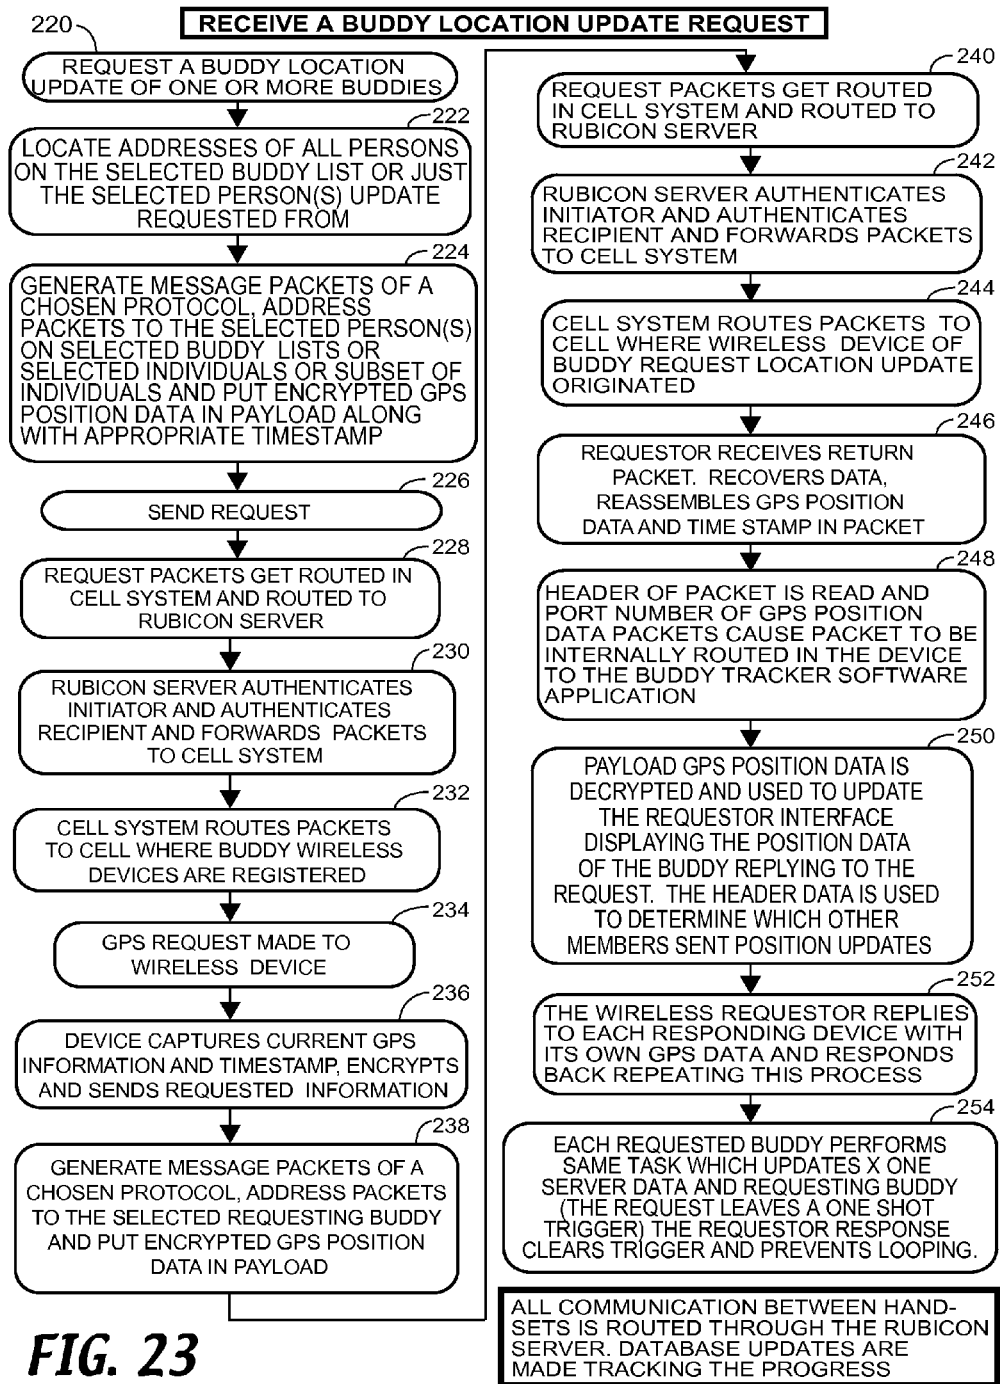 RECEIVE A BUDDY LOCATION UPDATE REQUEST
220
REQUEST A BUDDY LOCATION
UPDATE OF ONE OR MORE BUDDIES
222
LOCATE ADDRESSES OF ALL PERSONS
ON THE SELECTED BUDDY LIST OR JUST
THE SELECTED PERSON(S) UPDATE
REQUESTED FROM
224
GENERATE MESSAGE PACKETS OF A
CHOSEN PROTOCOL, ADDRESS
PACKETS TO THE SELECTED PERSON(S)
ON SELECTED BUDDY LISTS OR
SELECTED INDIVIDUALS OR SUBSET
OF INDIVIDUALS AND PUT ENCRYPTED GPS
POSITION DATA IN PAYLOAD ALONG
WITH APPROPRIATE TIMESTAMP
226
SEND REQUEST
228
REQUEST PACKETS GET ROUTED IN
CELL SYSTEM AND ROUTED TO
RUBICON SERVER
230
RUBICON SERVER AUTHENTICATES
INITIATOR AND AUTHENTICATES
RECIPIENT AND FORWARDS PACKETS
TO CELL SYSTEM
232
CELL SYSTEM ROUTES PACKETS
TO CELL WHERE BUDDY WIRELESS
DEVICES ARE REGISTERED
234
GPS REQUEST MADE TO
WIRELESS DEVICE
236
DEVICE CAPTURES CURRENT GPS
INFORMATION AND TIMESTAMP, ENCRYPTS
AND SENDS REQUESTED INFORMATION
238
GENERATE MESSAGE PACKETS OF A
CHOSEN PROTOCOL, ADDRESS PACKETS
TO THE SELECTED REQUESTING BUDDY
AND PUT ENCRYPTED GPS POSITION
DATA IN PAYLOAD
240
REQUEST PACKETS GET ROUTED
IN CELL SYSTEM AND ROUTED TO
RUBICON SERVER
242
RUBICON SERVER AUTHENTICATES
INITIATOR AND AUTHENTICATES
RECIPIENT AND FORWARDS PACKETS
TO CELL SYSTEM
244
CELL SYSTEM ROUTES PACKETS TO
CELL WHERE WIRELESS DEVICE OF
BUDDY REQUEST LOCATION UPDATE
ORIGINATED
246
REQUESTOR RECEIVES RETURN
PACKET. RECOVERS DATA,
REASSEMBLES GPS POSITION
DATA AND TIME STAMP IN PACKET
248
HEADER OF PACKET IS READ AND
PORT NUMBER OF GPS POSITION
DATA PACKETS CAUSE PACKET TO BE
INTERNALLY ROUTED IN THE DEVICE
TO THE BUDDY TRACKER SOFTWARE
APPLICATION
250
PAYLOAD GPS POSITION DATA IS
DECRYPTED AND USED TO UPDATE
THE REQUESTOR INTERFACE
DISPLAYING THE POSITION DATA
OF THE BUDDY REPLYING TO THE
REQUEST. THE HEADER DATA IS USED
TO DETERMINE WHICH OTHER
MEMBERS SENT POSITION UPDATES
252
THE WIRELESS REQUESTOR REPLIES
TO EACH RESPONDING DEVICE WITH
ITS OWN GPS DATA AND RESPONDS
BACK REPEATING THIS PROCESS
254
EACH REQUESTED BUDDY PERFORMS
SAME TASK WHICH UPDATES X ONE
SERVER DATA AND REQUESTING BUDDY
(THE REQUEST LEAVES A ONE SHOT
TRIGGER) THE REQUESTOR RESPONSE
CLEARS TRIGGER AND PREVENTS LOOPING.
ALL COMMUNICATION BETWEEN HAND-
SETS IS ROUTED THROUGH THE RUBICON
SERVER. DATABASE UPDATES ARE
MADE TRACKING THE PROGRESS
FIG. 23